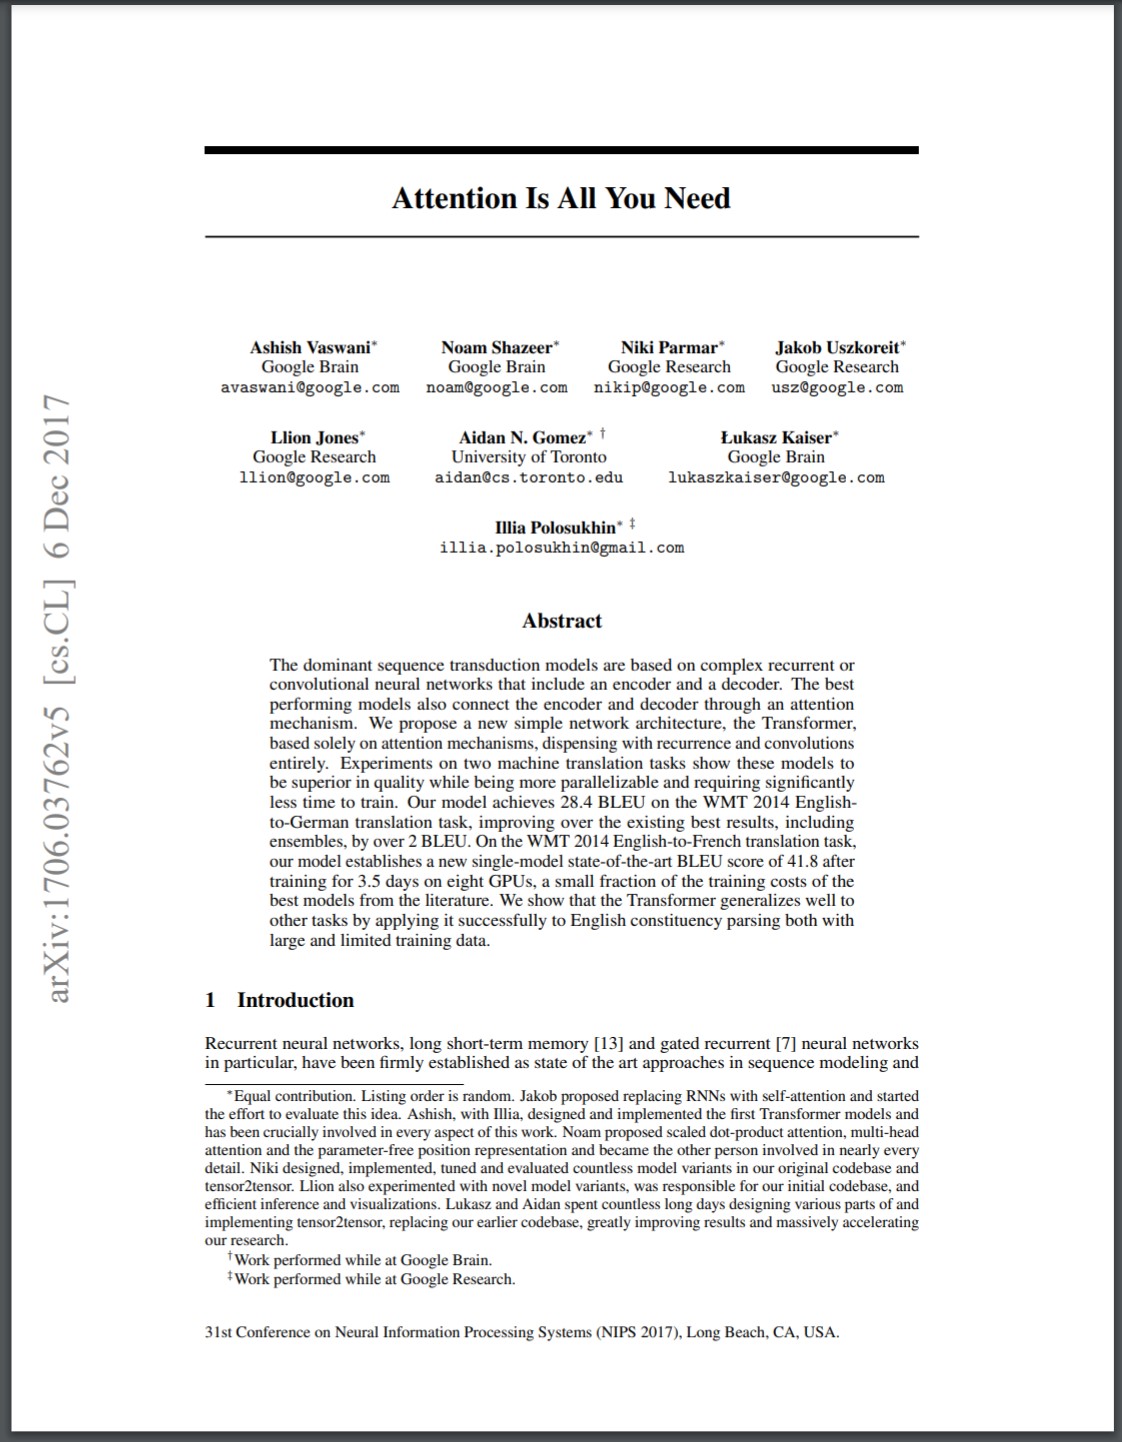 arXiv:1706.03762v5 [cs.CL] 6 Dec 2017
Attention Is All You Need
Ashish Vaswani* Noam Shazeer* Niki Parmar* Jakob Uszkoreit*
Google Brain Google Brain Google Research Google Research
avaswani@google.com noam@google.com nikip@google.com usz@google.com
Llion Jones* Aidan N. Gomez* † Łukasz Kaiser*
Google Research University of Toronto Google Brain
llion@google.com aidan@cs.toronto.edu lukaszkaiser@google.com
Illia Polosukhin* ‡
illia.polosukhin@gmail.com
Abstract
The dominant sequence transduction models are based on complex recurrent or
convolutional neural networks that include an encoder and a decoder. The best
performing models also connect the encoder and decoder through an attention
mechanism. We propose a new simple network architecture, the Transformer,
based solely on attention mechanisms, dispensing with recurrence and convolutions
entirely. Experiments on two machine translation tasks show these models to
be superior in quality while being more parallelizable and requiring significantly
less time to train. Our model achieves 28.4 BLEU on the WMT 2014 English-
to-German translation task, improving over the existing best results, including
ensembles, by over 2 BLEU. On the WMT 2014 English-to-French translation task,
our model establishes a new single-model state-of-the-art BLEU score of 41.8 after
training for 3.5 days on eight GPUs, a small fraction of the training costs of the
best models from the literature. We show that the Transformer generalizes well to
other tasks by applying it successfully to English constituency parsing both with
large and limited training data.
1 Introduction
Recurrent neural networks, long short-term memory [13] and gated recurrent [7] neural networks
in particular, have been firmly established as state of the art approaches in sequence modeling and
*Equal contribution. Listing order is random. Jakob proposed replacing RNNs with self-attention and started
the effort to evaluate this idea. Ashish, with Illia, designed and implemented the first Transformer models and
has been crucially involved in every aspect of this work. Noam proposed scaled dot-product attention, multi-head
attention and the parameter-free position representation and became the other person involved in nearly every
detail. Niki designed, implemented, tuned and evaluated countless model variants in our original codebase and
tensor2tensor. Llion also experimented with novel model variants, was responsible for our initial codebase, and
efficient inference and visualizations. Lukasz and Aidan spent countless long days designing various parts of and
implementing tensor2tensor, replacing our earlier codebase, greatly improving results and massively accelerating
our research.
†Work performed while at Google Brain.
‡Work performed while at Google Research.
31st Conference on Neural Information Processing Systems (NIPS 2017), Long Beach, CA, USA.